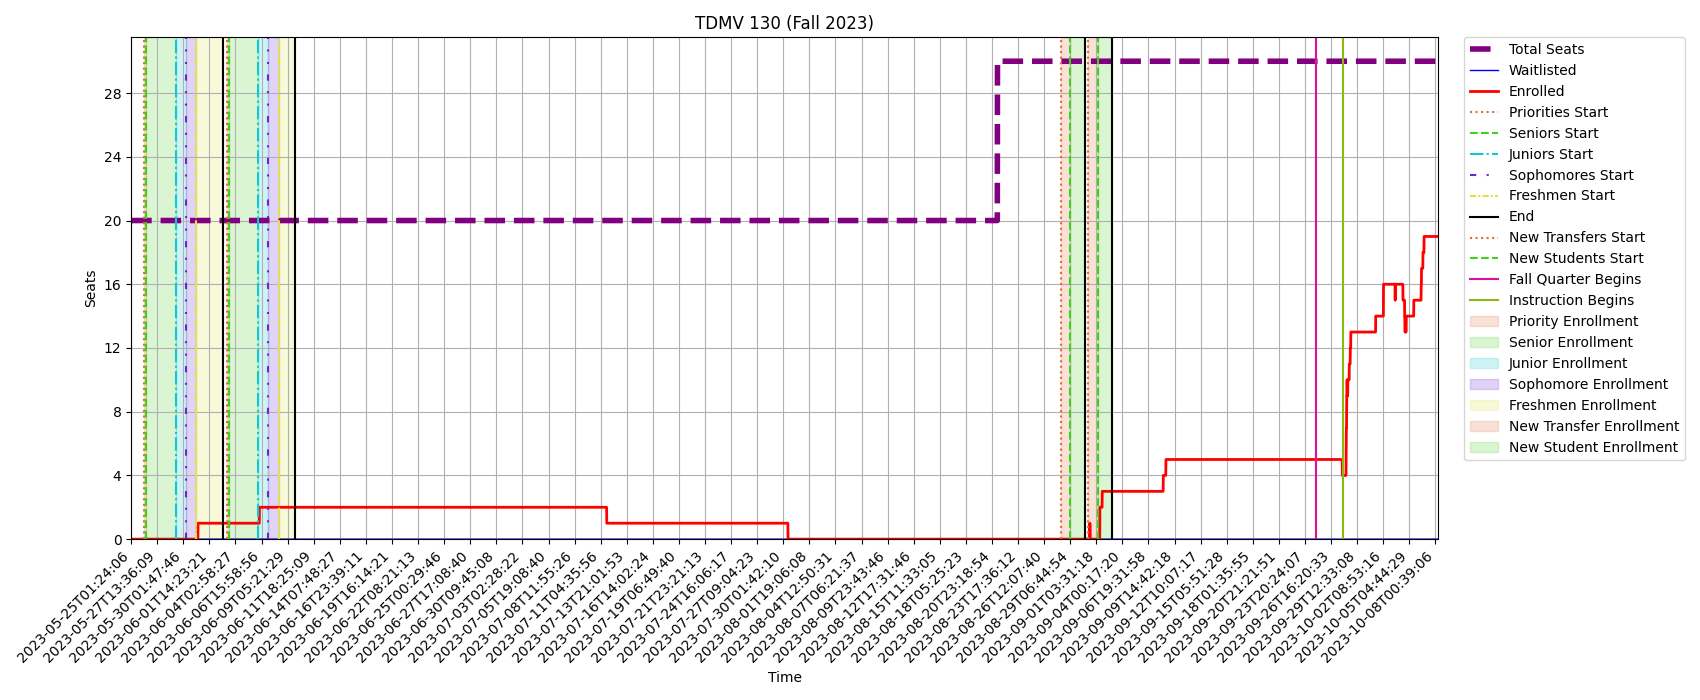 TDMV 130 (Fall 2023)
Seats
28
24
20
16
12
8
4
0
2023-05-25T01:24:06
2023-05-27T13:36:09
2023-05-30T01:47:46
2023-06-01T14:23:21
2023-06-04T02:58:27
2023-06-06T15:58:56
2023-06-09T05:21:29
2023-06-11T18:25:09
2023-06-14T07:48:27
2023-06-16T23:39:11
2023-06-19T16:14:21
2023-06-22T08:21:13
2023-06-25T00:29:46
2023-06-27T17:08:40
2023-06-30T09:45:08
2023-07-03T02:28:22
2023-07-05T19:08:40
2023-07-08T11:55:26
2023-07-11T04:35:56
2023-07-13T21:01:53
2023-07-16T14:02:24
2023-07-19T06:49:40
2023-07-21T23:21:13
2023-07-24T16:06:17
2023-07-27T09:04:23
2023-07-30T01:42:10
2023-08-01T19:06:08
2023-08-04T12:50:31
2023-08-07T06:21:37
2023-08-09T23:43:46
2023-08-12T17:31:46
2023-08-15T11:33:05
2023-08-18T05:25:23
2023-08-20T23:18:54
2023-08-23T17:36:12
2023-08-26T12:07:40
2023-08-29T06:44:54
2023-09-01T03:31:18
2023-09-04T00:17:20
2023-09-06T19:31:58
2023-09-09T14:42:18
2023-09-12T10:07:17
2023-09-15T05:51:28
2023-09-18T01:35:55
2023-09-20T21:21:51
2023-09-23T20:24:07
2023-09-26T16:20:33
2023-09-29T12:33:08
2023-10-02T08:53:16
2023-10-05T04:44:29
2023-10-08T00:39:06
Time
Total Seats
Waitlisted
Enrolled
Priorities Start
Seniors Start
Juniors Start
Sophomores Start
Freshmen Start
End
New Transfers Start
New Students Start
Fall Quarter Begins
Instruction Begins
Priority Enrollment
Senior Enrollment
Junior Enrollment
Sophomore Enrollment
Freshmen Enrollment
New Transfer Enrollment
New Student Enrollment